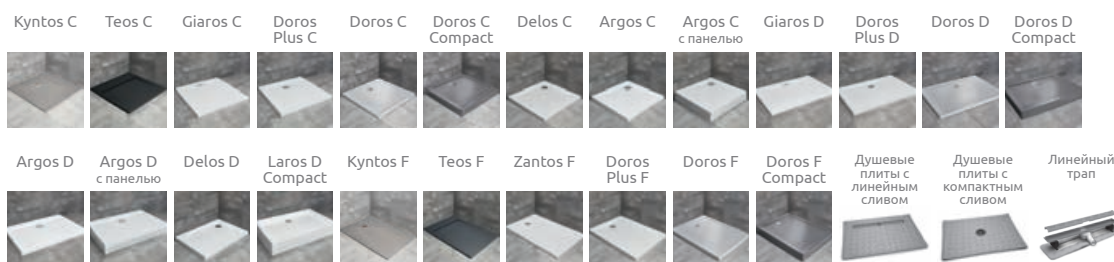 Kyntos C
Teos C
Giaros C
Doros
Plus C
Doros C
Doros C
Compact
Delos C
Argos C
Argos C
с панелью
Giaros D
Doros
Plus D
Doros D
Doros D
Compact
Argos D
Argos D
с панелью
Delos D
Laros D
Compact
Kyntos F
Teos F
Zantos F
Doros
Plus F
Doros F
Doros F
Compact
Душевые
плиты с
линейным
сливом
Душевые
плиты с
компактным
сливом
Линейный
трап